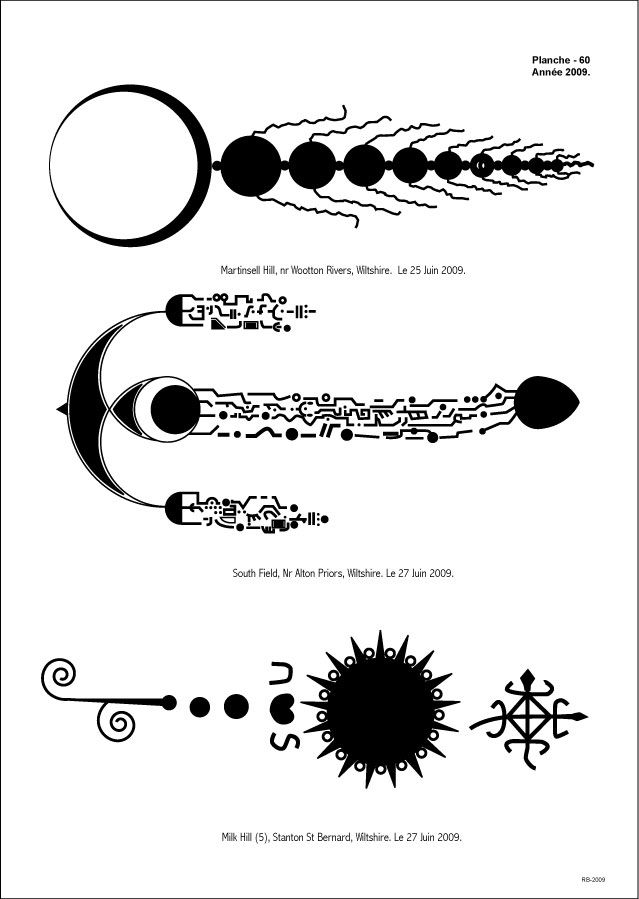 Planche - 60
Année 2009.
Martinsell Hill, nr Wootton Rivers, Wiltshire. Le 25 Juin 2009.
South Field, Nr Alton Priors, Wiltshire. Le 27 Juin 2009.
Milk Hill (5), Stanton St Bernard, Wiltshire. Le 27 Juin 2009.
RB-2009